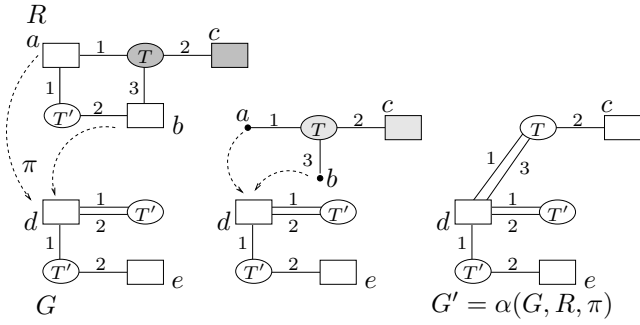 R
a 1 T 2 c
1 3
T′ 2 b
π
d 1 T′
2
1
T′ 2 e
G
a 1 T 2 c
3
b
d 1 T′
2
1
T′ 2 e
T 2 c
1 3
d 1 T′
2
1
T′ 2 e
G′ = α(G, R, π)